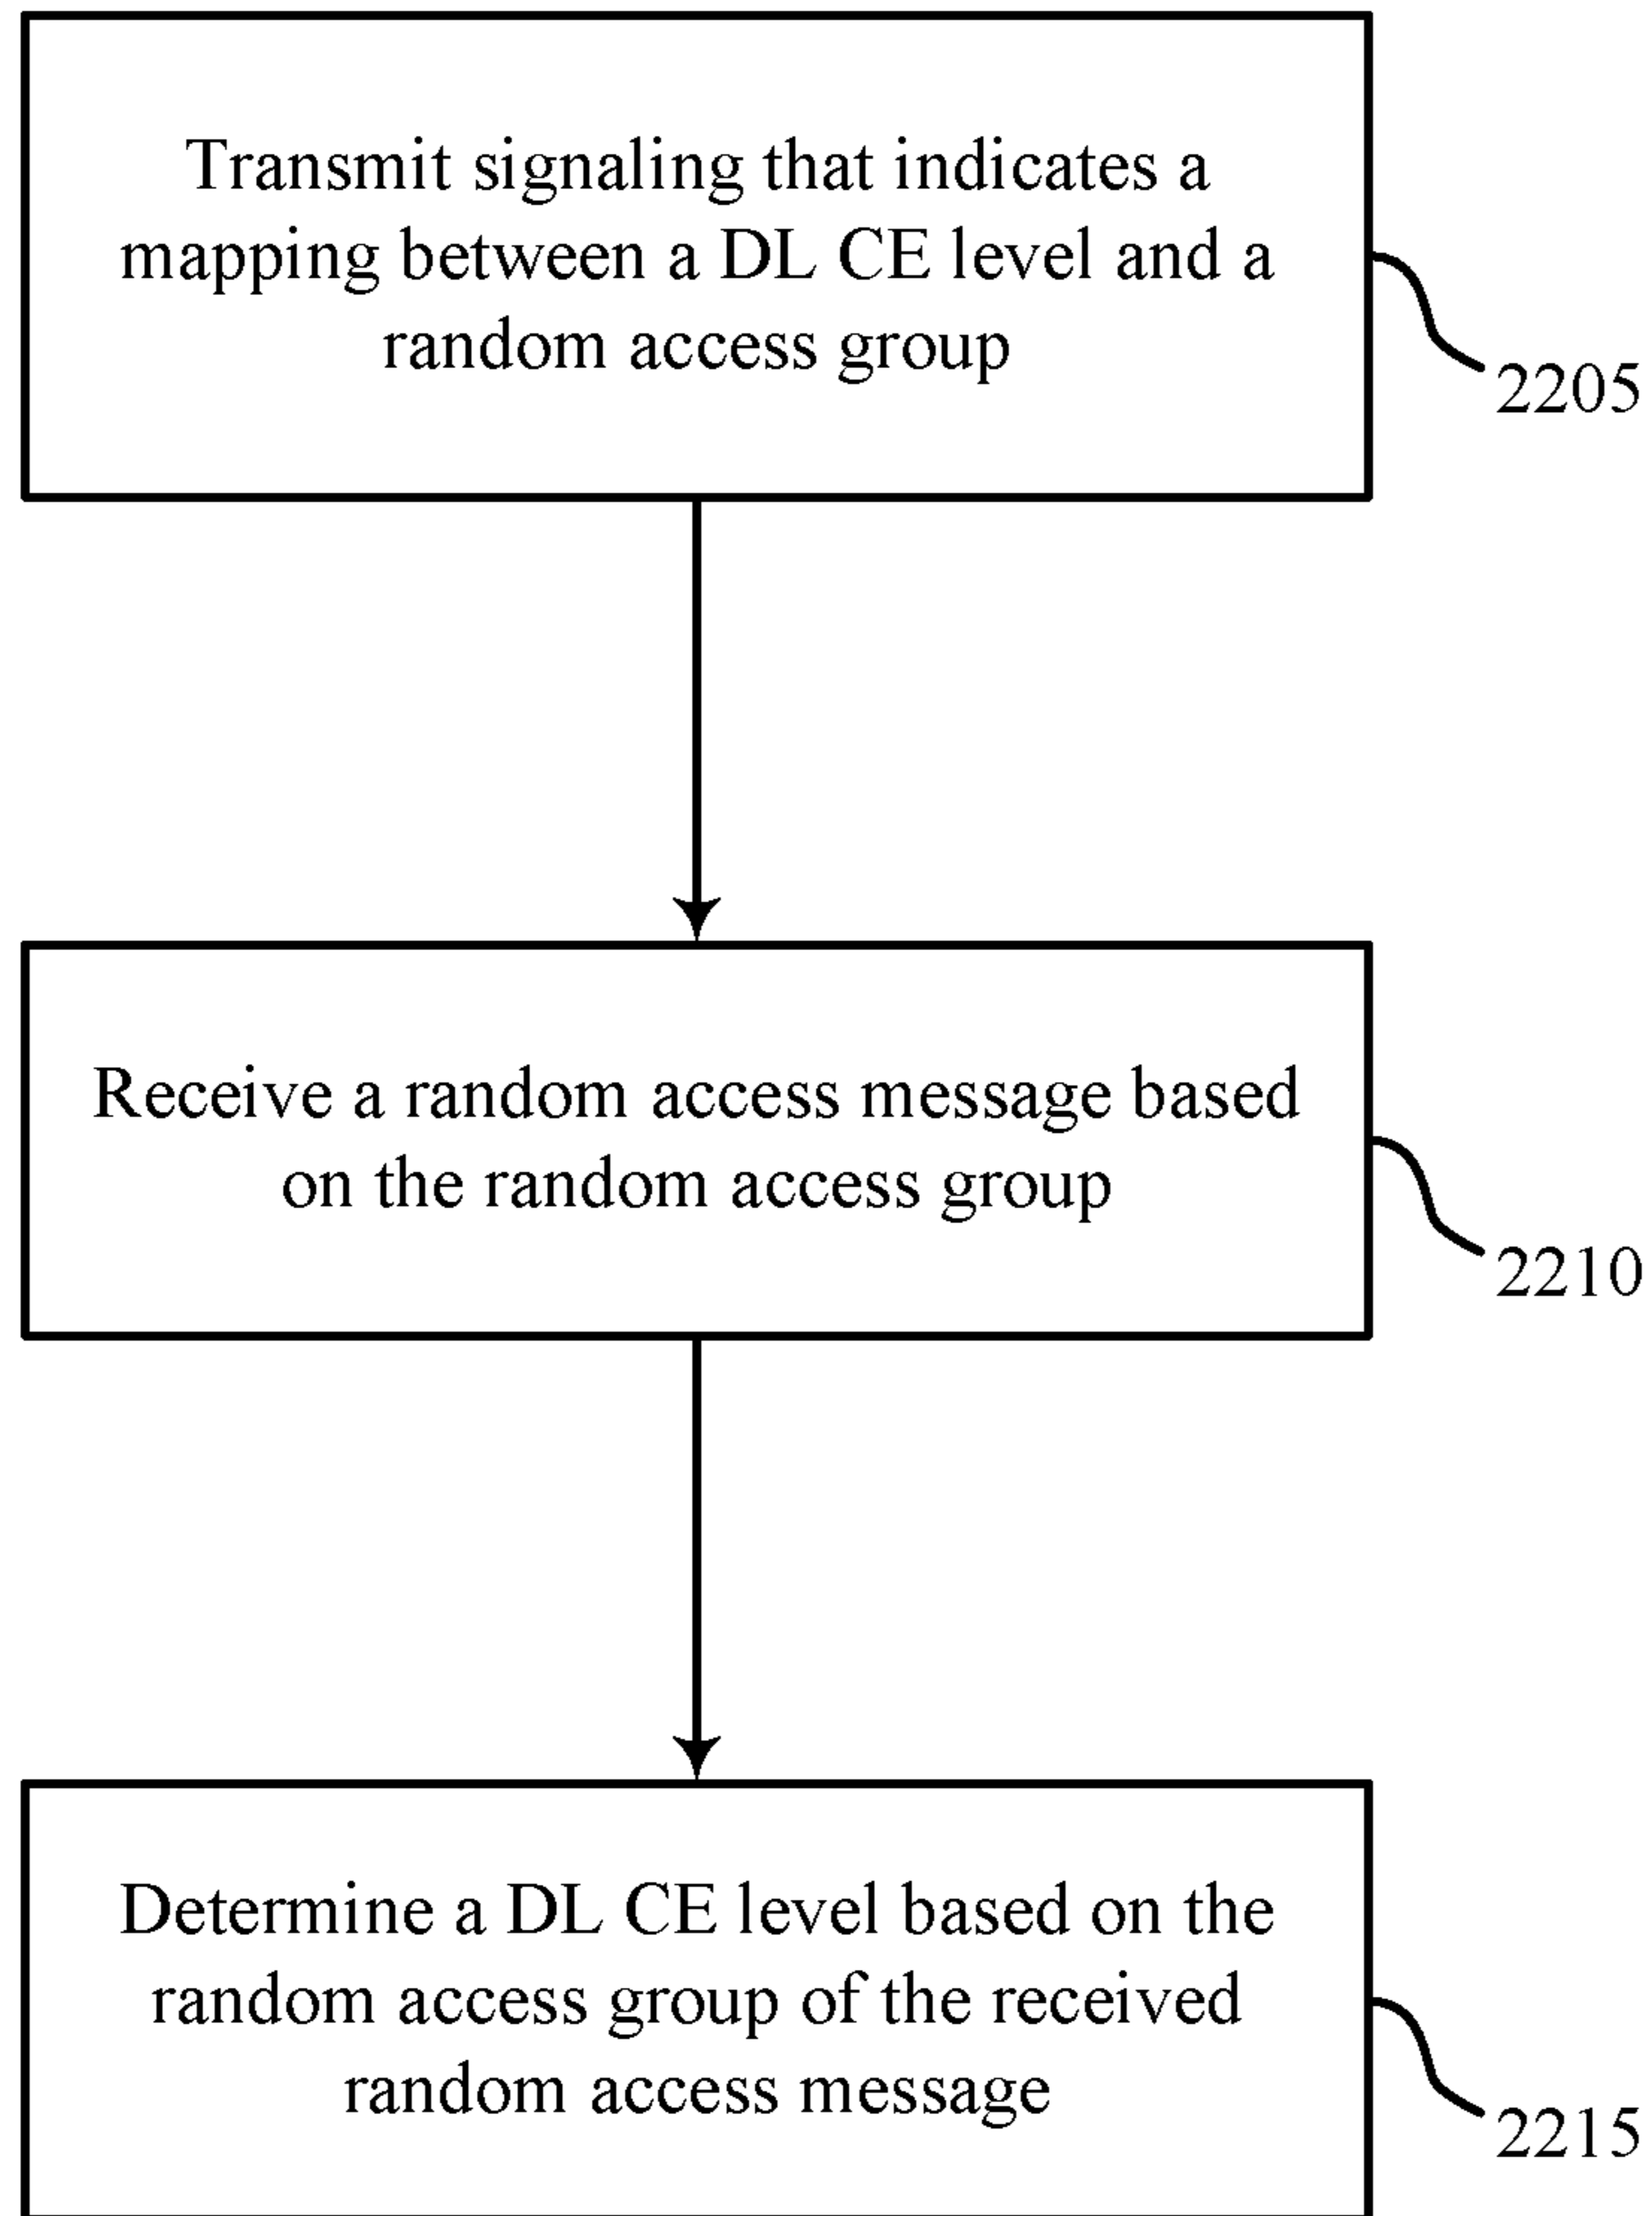 Transmit signaling that indicates a
mapping between a DL CE level and a
random access group
2205
Receive a random access message based
on the random access group
2210
Determine a DL CE level based on the
random access group of the received
random access message
2215